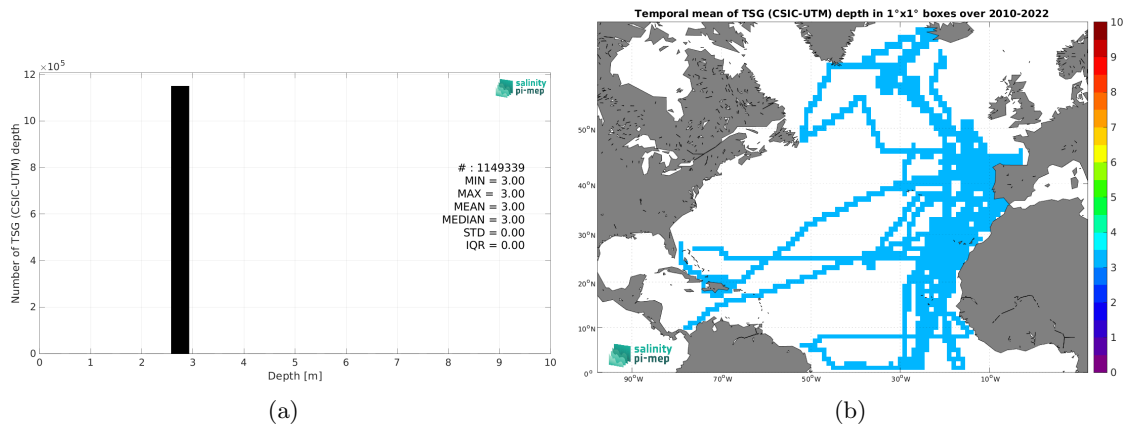 ×10⁵
12
10
8
6
4
2
0
Number of TSG (CSIC-UTM) depth
salinity
pi-mep
# : 1149339
MIN = 3.00
MAX = 3.00
MEAN = 3.00
MEDIAN = 3.00
STD = 0.00
IQR = 0.00
0 1 2 3 4 5 6 7 8 9 10
Depth [m]
(a)
Temporal mean of TSG (CSIC-UTM) depth in 1°x1° boxes over 2010-2022
50°N
40°N
30°N
20°N
10°N
0°
90°W 70°W 50°W 30°W 10°W
salinity
pi-mep
10
9
8
7
6
5
4
3
2
1
0
(b)